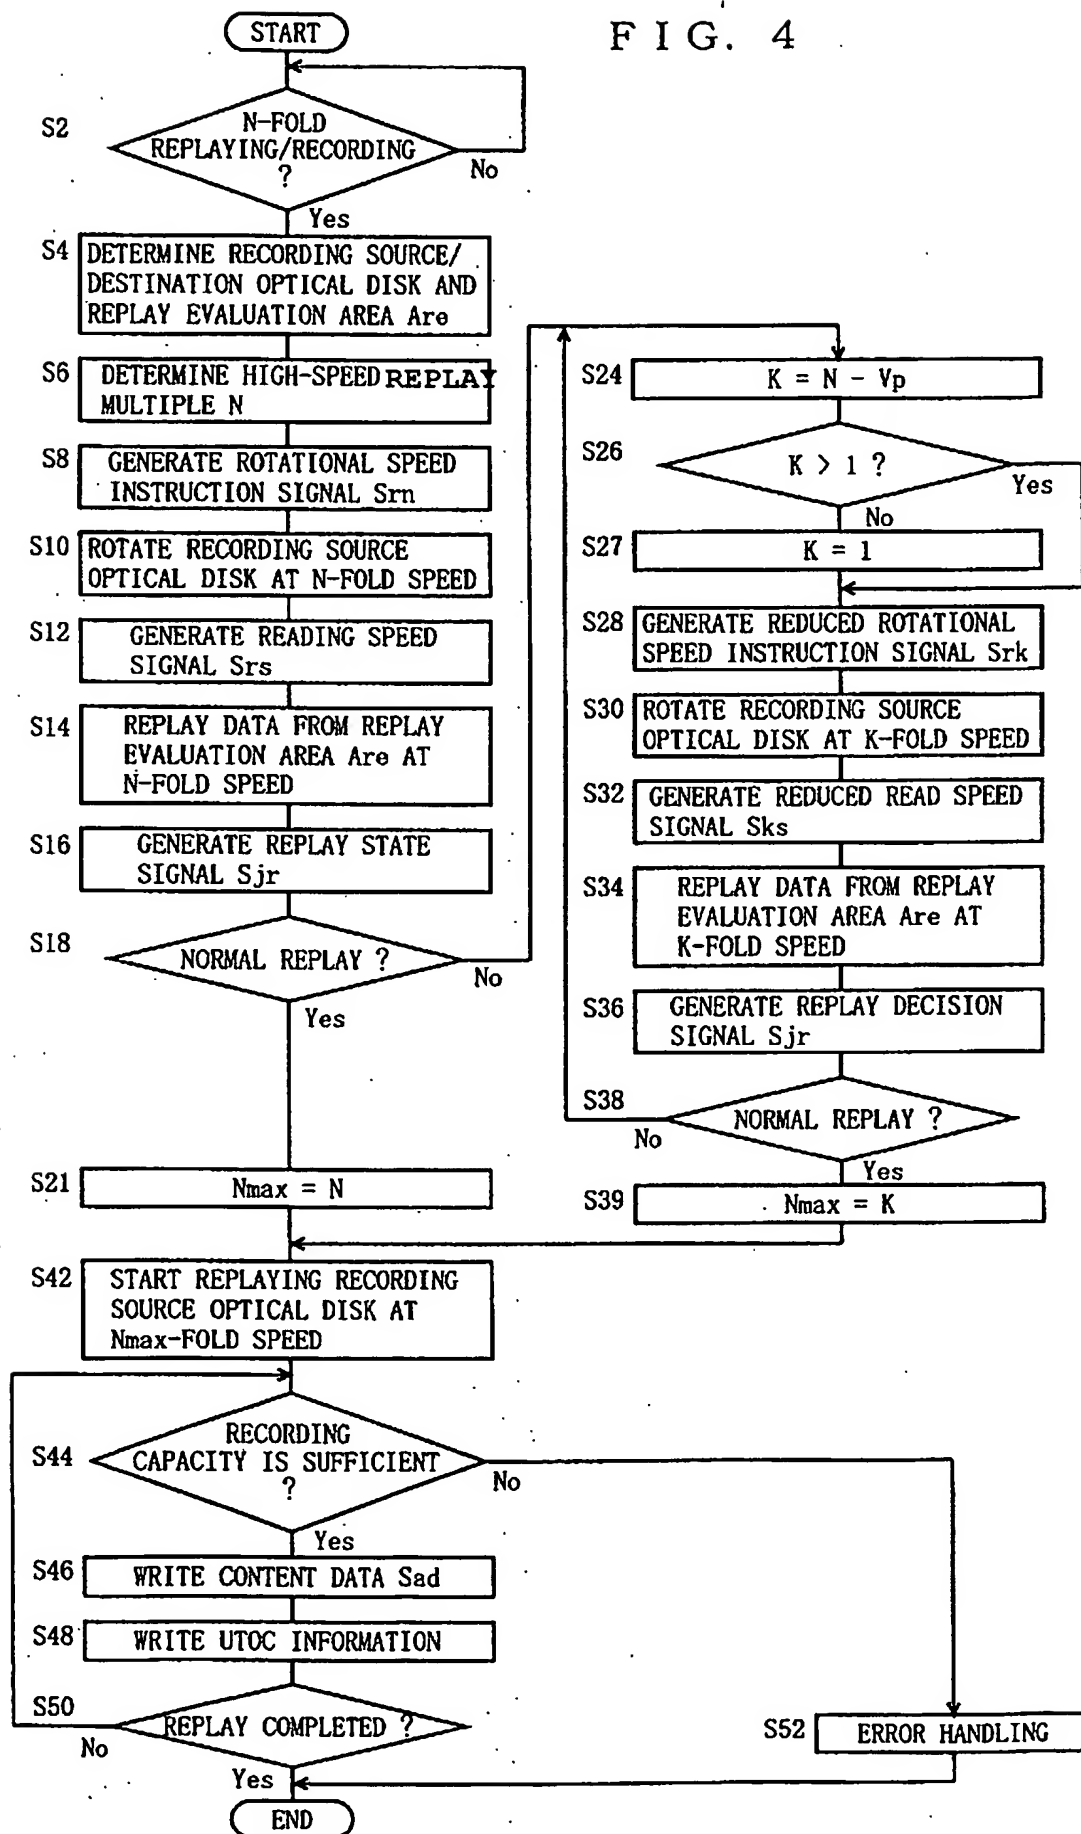 F I G. 4
START
S2
N-FOLD
REPLAYING/RECORDING
?
No
Yes
S4
DETERMINE RECORDING SOURCE/
DESTINATION OPTICAL DISK AND
REPLAY EVALUATION AREA Are
S6
DETERMINE HIGH-SPEED REPLAY
MULTIPLE N
S8
GENERATE ROTATIONAL SPEED
INSTRUCTION SIGNAL Srn
S10
ROTATE RECORDING SOURCE
OPTICAL DISK AT N-FOLD SPEED
S12
GENERATE READING SPEED
SIGNAL Srs
S14
REPLAY DATA FROM REPLAY
EVALUATION AREA Are AT
N-FOLD SPEED
S16
GENERATE REPLAY STATE
SIGNAL Sjr
S18
NORMAL REPLAY ?
No
Yes
S21
Nmax = N
S24
K = N - Vp
S26
K > 1 ?
Yes
No
S27
K = 1
S28
GENERATE REDUCED ROTATIONAL
SPEED INSTRUCTION SIGNAL Srk
S30
ROTATE RECORDING SOURCE
OPTICAL DISK AT K-FOLD SPEED
S32
GENERATE REDUCED READ SPEED
SIGNAL Sks
S34
REPLAY DATA FROM REPLAY
EVALUATION AREA Are AT
K-FOLD SPEED
S36
GENERATE REPLAY DECISION
SIGNAL Sjr
S38
NORMAL REPLAY ?
No
Yes
S39
Nmax = K
S42
START REPLAYING RECORDING
SOURCE OPTICAL DISK AT
Nmax-FOLD SPEED
S44
RECORDING
CAPACITY IS SUFFICIENT
?
No
Yes
S46
WRITE CONTENT DATA Sad
S48
WRITE UTOC INFORMATION
S50
REPLAY COMPLETED ?
No
Yes
S52
ERROR HANDLING
END